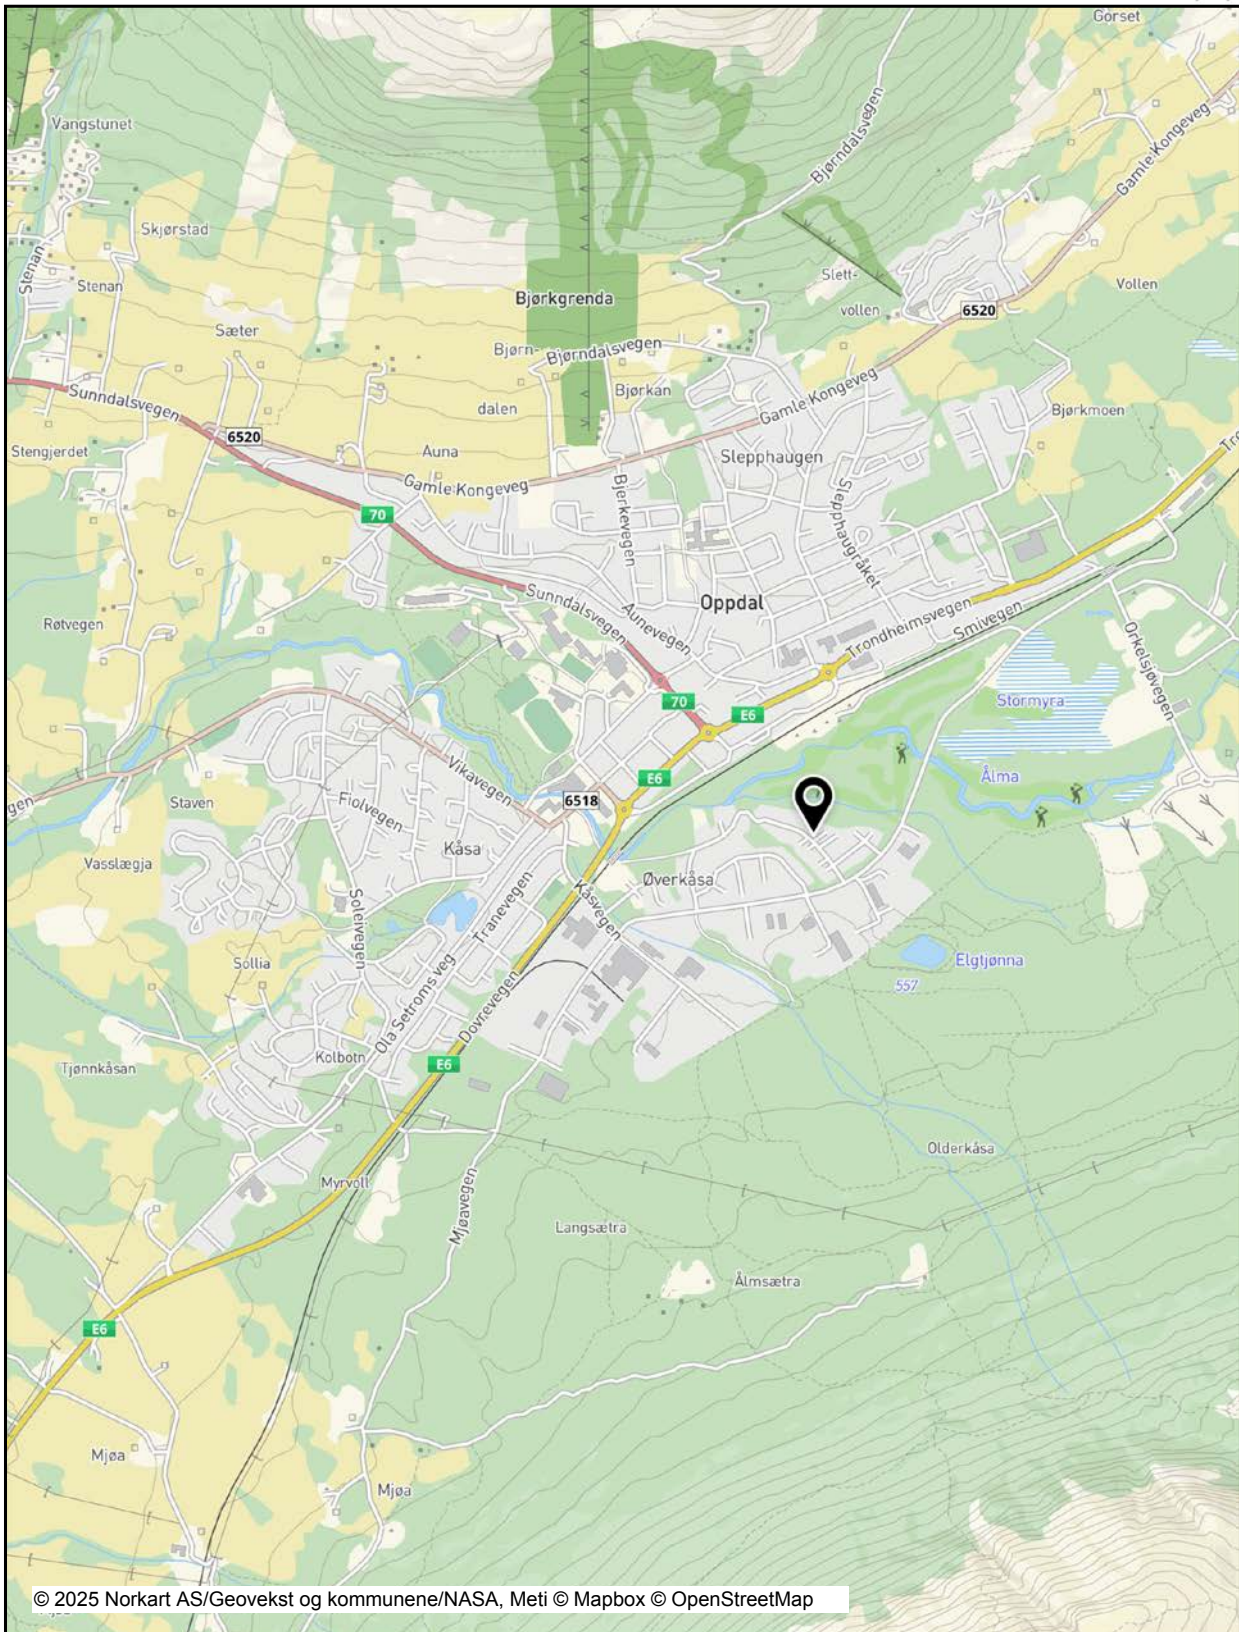 Gorset
Vangstunet
Bjørndalsvegen
Gamle Kongeveg
Skjørstad
Stenan
Stenan
Slett-
vollen
Vollen
Bjørkgrenda
6520
Sæter
Bjørn-
dalen
Bjørndalsvegen
Bjørkan
Sunndalsvegen
Gamle Kongeveg
Bjørkmoen
6520
Stengjerdet
Auna
Slepphaugen
Gamle Kongeveg
Bjerkevegen
Slepphaugråket
70
Sunndalsvegen
Aunevegen
Oppdal
Trondheimsvegen
Smivegen
Røtvegen
Orkelsjøvegen
Stormyra
70
E6
Vikavegen
E6
Ålma
6518
Staven
Fiolvegen
Kåsa
Vasslægja
Øverkåsa
Kåsvegen
Soleivegen
Tranevegen
Sollia
Elgtjønna
557
Ola Setroms veg
Dovrevegen
Kolbotn
E6
Tjønnkåsan
Olderkåsa
Myrvoll
Mjøavegen
Langsætra
Ålmsætra
E6
Mjøa
Mjøa
© 2025 Norkart AS/Geovekst og kommunene/NASA, Meti © Mapbox © OpenStreetMap